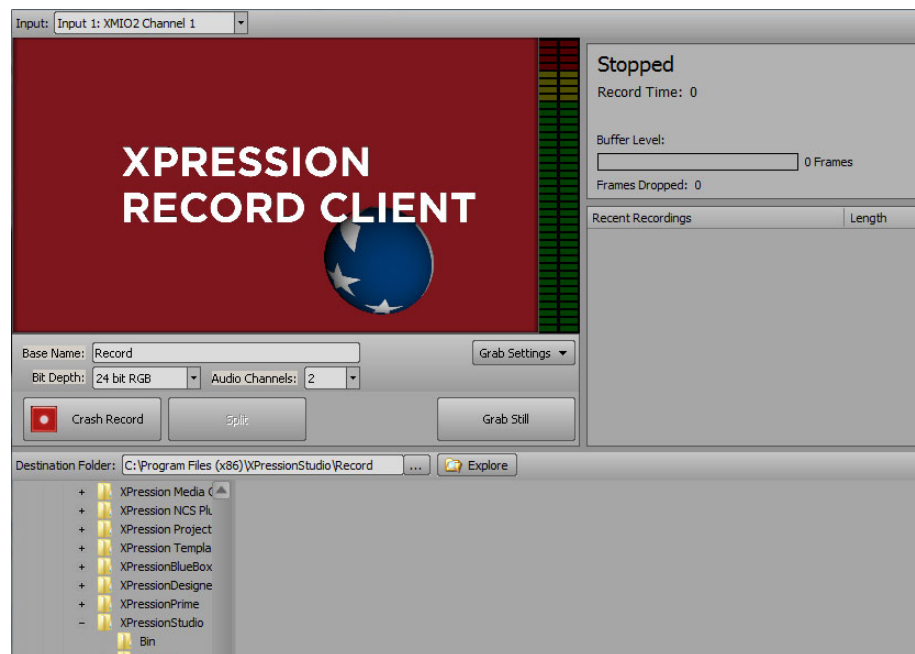 Input: Input 1: XMIO2 Channel 1
XPRESSION
RECORD CLIENT
Stopped
Record Time: 0
Buffer Level:
0 Frames
Frames Dropped: 0
Recent Recordings Length
Base Name: Record Grab Settings
Bit Depth: 24 bit RGB Audio Channels: 2
Crash Record Split Grab Still
Destination Folder: C:\Program Files (x86)\XPressionStudio\Record ... Explore
XPression Media
XPression NCS
XPression Project
XPression Templa
XPressionBlueBox
XPressionDesigne
XPressionPrime
XPressionStudio
Bin